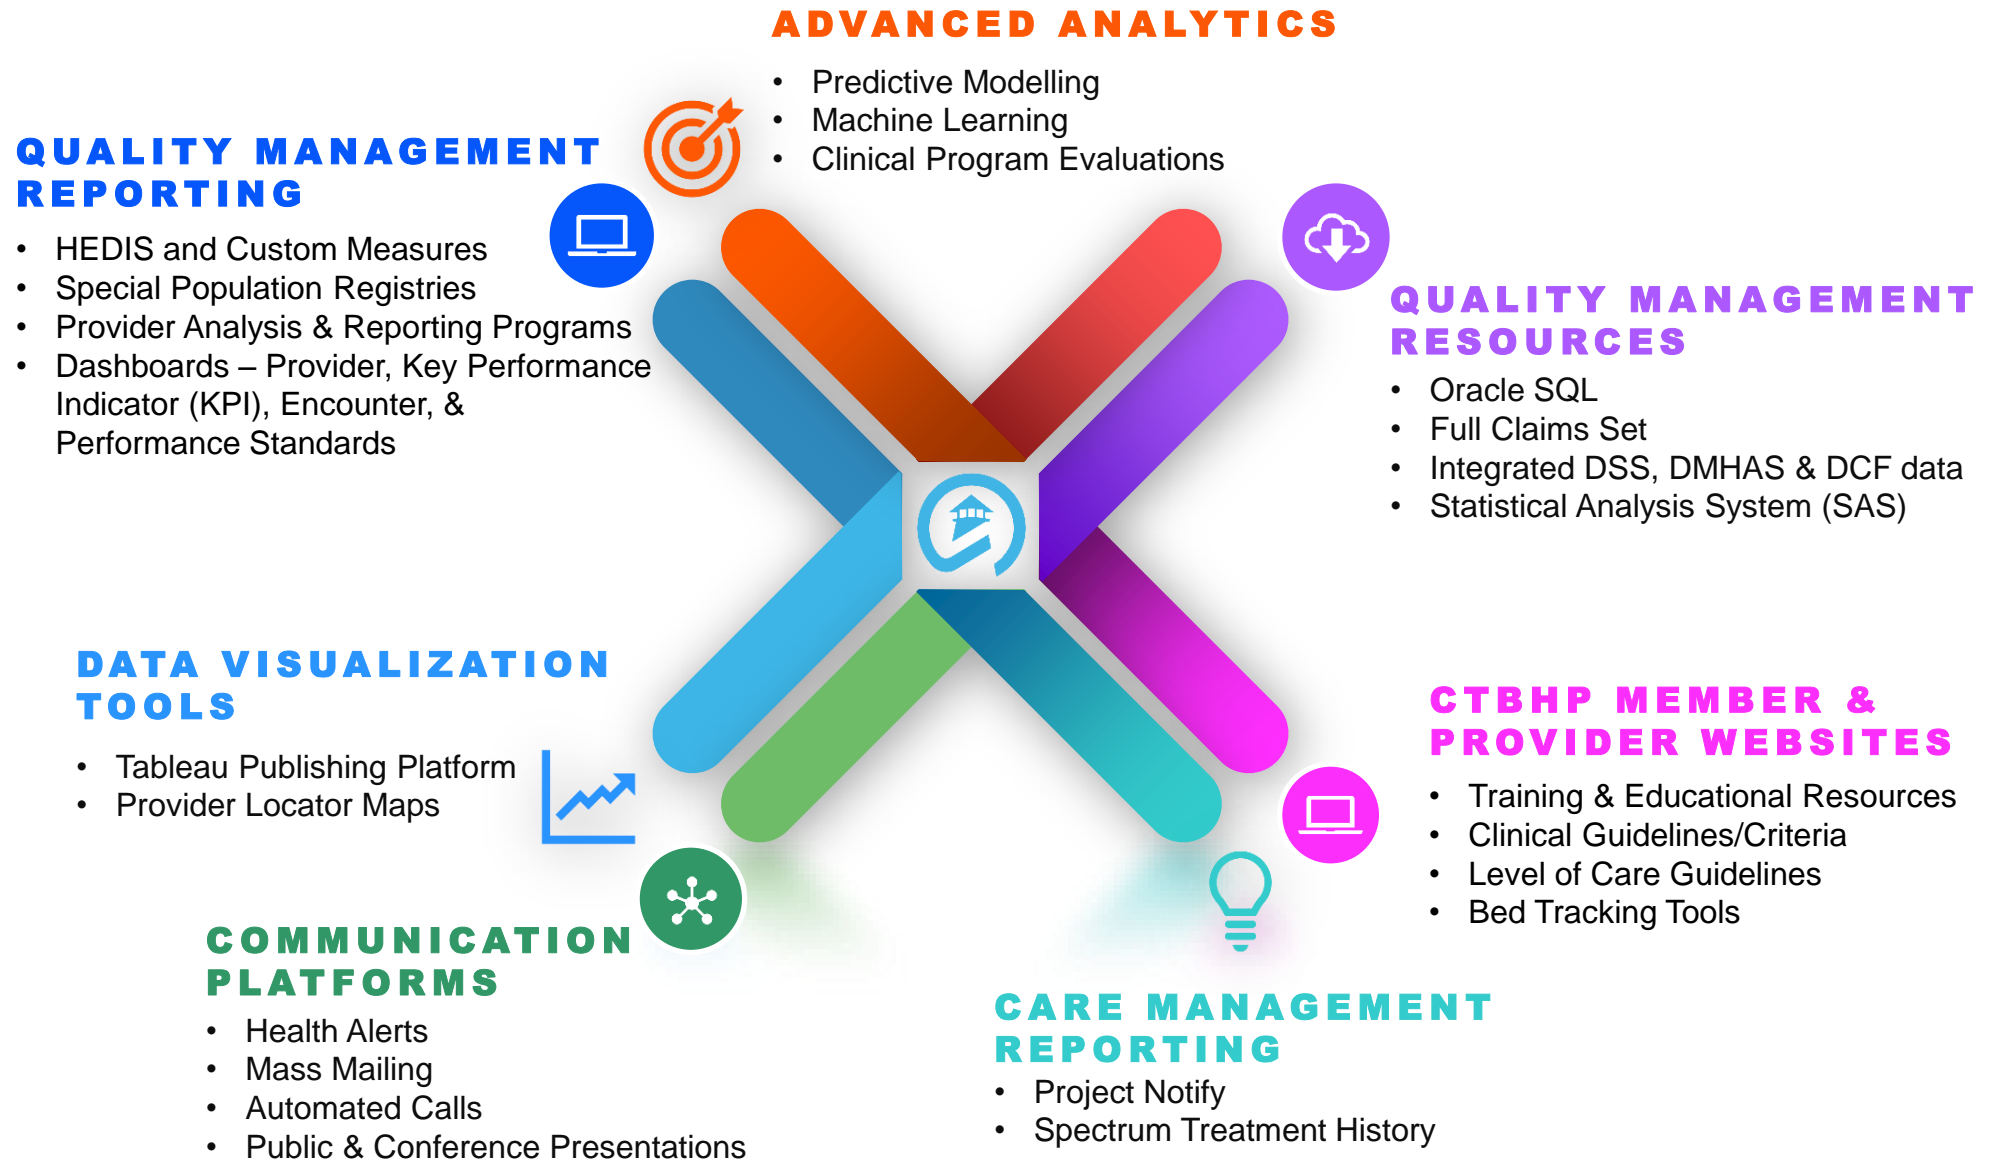 ADVANCED ANALYTICS
• Predictive Modelling
• Machine Learning
• Clinical Program Evaluations
QUALITY MANAGEMENT
REPORTING
• HEDIS and Custom Measures
• Special Population Registries
• Provider Analysis & Reporting Programs
• Dashboards – Provider, Key Performance
Indicator (KPI), Encounter, &
Performance Standards
QUALITY MANAGEMENT
RESOURCES
• Oracle SQL
• Full Claims Set
• Integrated DSS, DMHAS & DCF data
• Statistical Analysis System (SAS)
DATA VISUALIZATION
TOOLS
• Tableau Publishing Platform
• Provider Locator Maps
CTBHP MEMBER &
PROVIDER WEBSITES
• Training & Educational Resources
• Clinical Guidelines/Criteria
• Level of Care Guidelines
• Bed Tracking Tools
COMMUNICATION
PLATFORMS
• Health Alerts
• Mass Mailing
• Automated Calls
• Public & Conference Presentations
CARE MANAGEMENT
REPORTING
• Project Notify
• Spectrum Treatment History